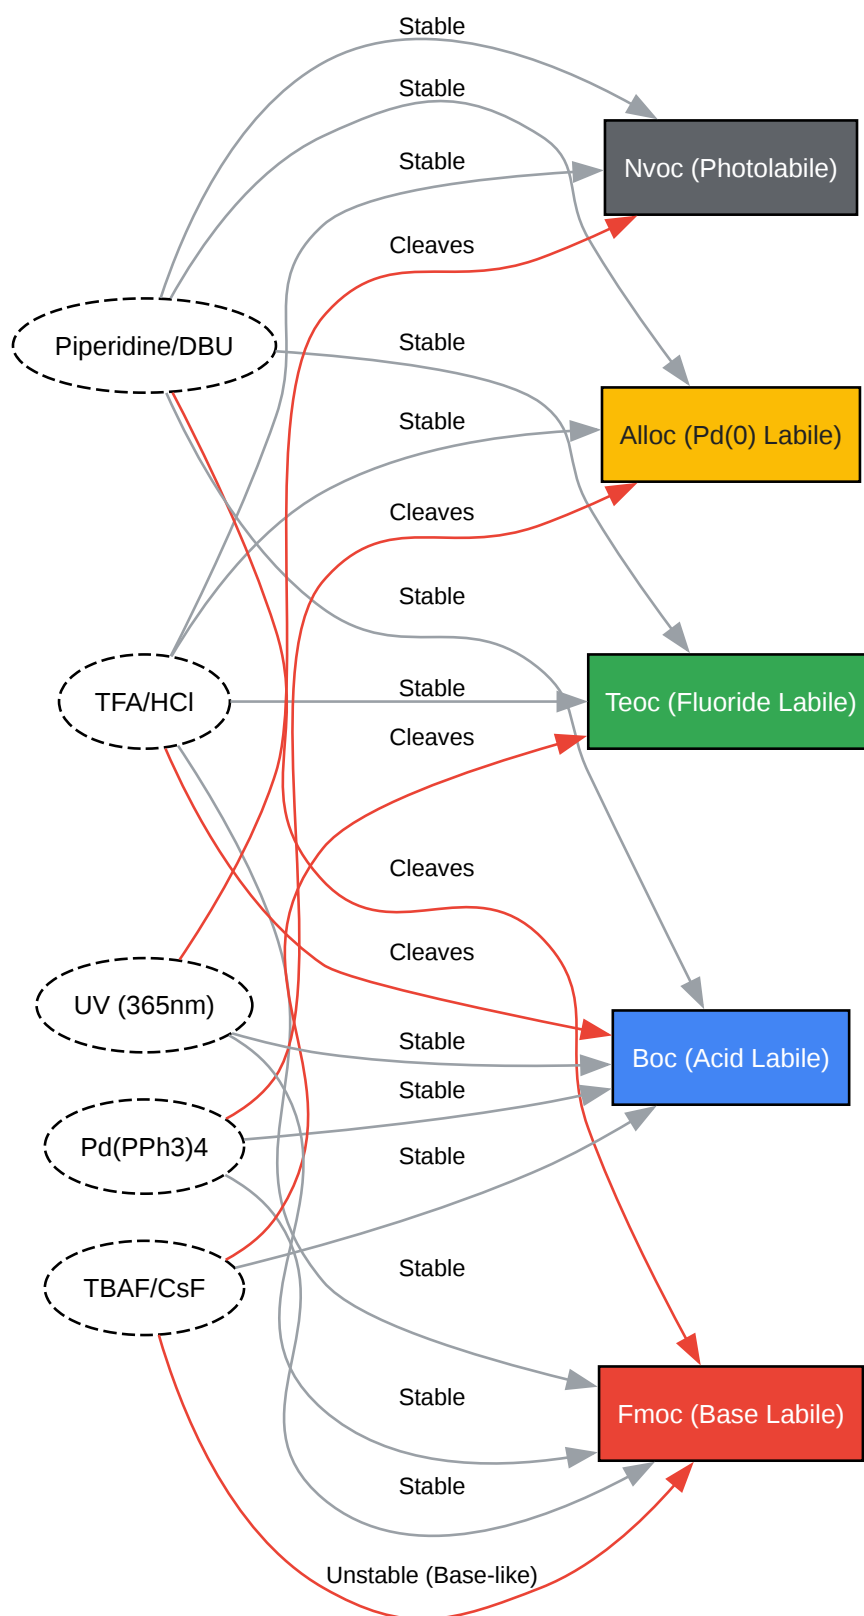 Stable
Stable
Nvoc (Photolabile)
Stable
Cleaves
Piperidine/DBU
Stable
Stable
Alloc (Pd(0) Labile)
Cleaves
Stable
TFA/HCl
Stable
Teoc (Fluoride Labile)
Cleaves
Cleaves
Cleaves
UV (365nm)
Stable
Boc (Acid Labile)
Stable
Pd(PPh3)4
Stable
Stable
TBAF/CsF
Stable
Fmoc (Base Labile)
Stable
Unstable (Base-like)